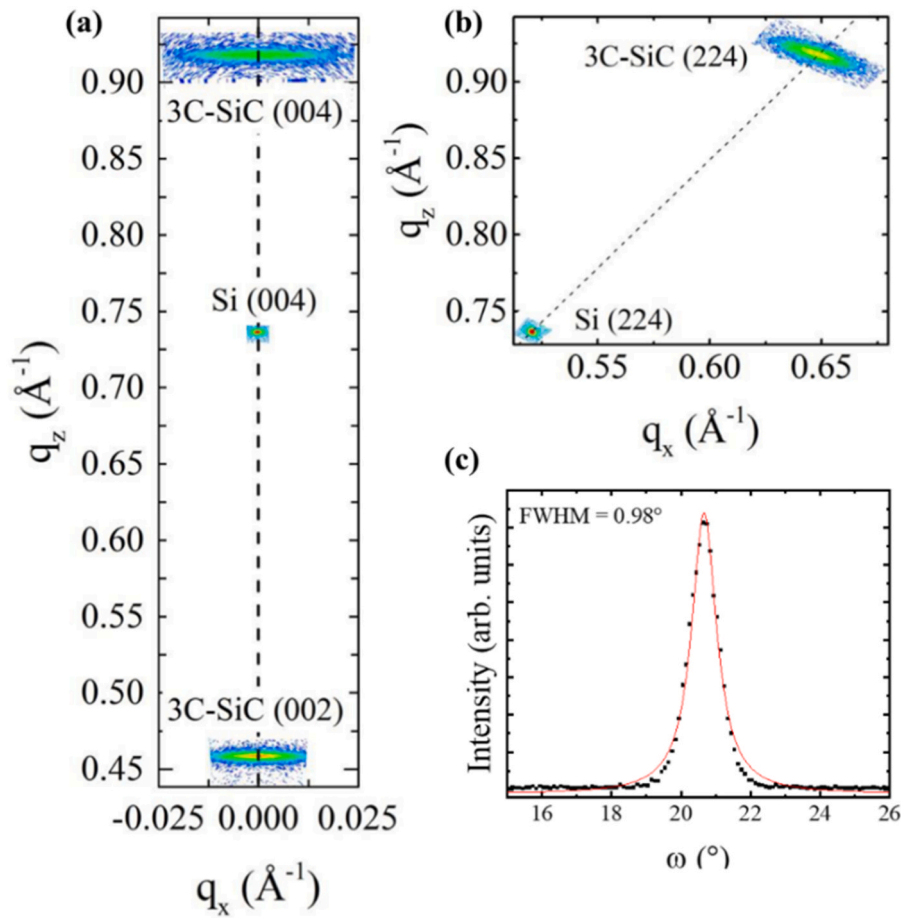 (a)
0.90
0.85
0.80
0.75
0.70
0.65
0.60
0.55
0.50
0.45
q_z (Å⁻¹)
3C-SiC (004)
Si (004)
3C-SiC (002)
-0.025 0.000 0.025
q_x (Å⁻¹)
(b)
0.90
0.85
0.80
0.75
q_z (Å⁻¹)
3C-SiC (224)
Si (224)
0.55 0.60 0.65
q_x (Å⁻¹)
(c)
FWHM = 0.98°
Intensity (arb. units)
16 18 20 22 24 26
ω (°)